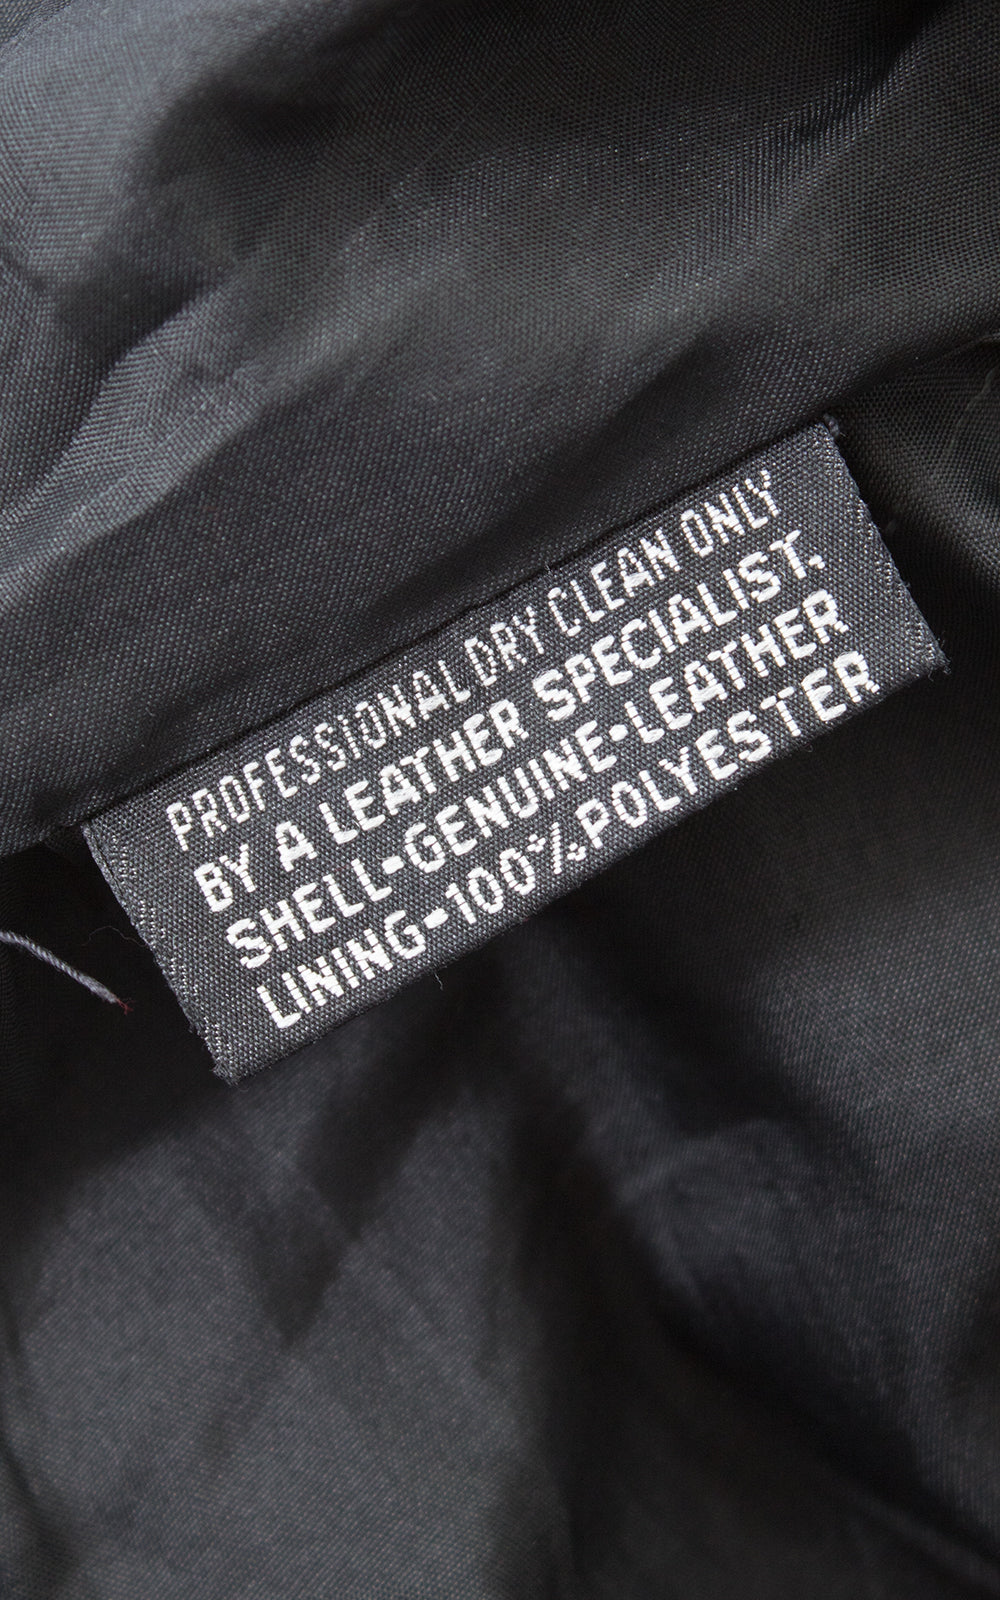 PROFESSIONAL DRY CLEAN ONLY
BY A LEATHER SPECIALIST.
SHELL-GENUINE-LEATHER
LINING-100%POLYESTER